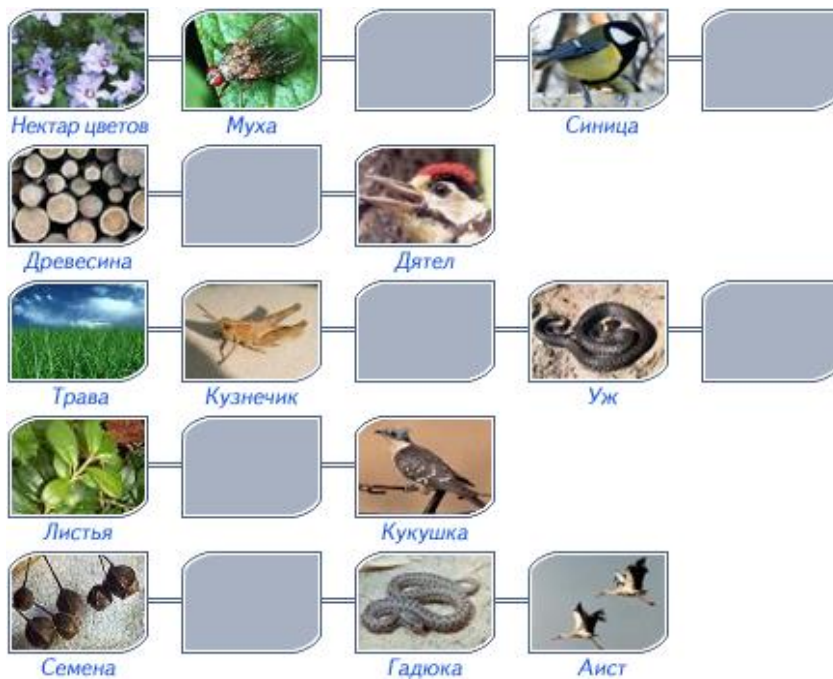 Нектар цветов Муха Синица
Древесина Дятел
Трава Кузнечик Уж
Листья Кукушка
Семена Гадюка Аист